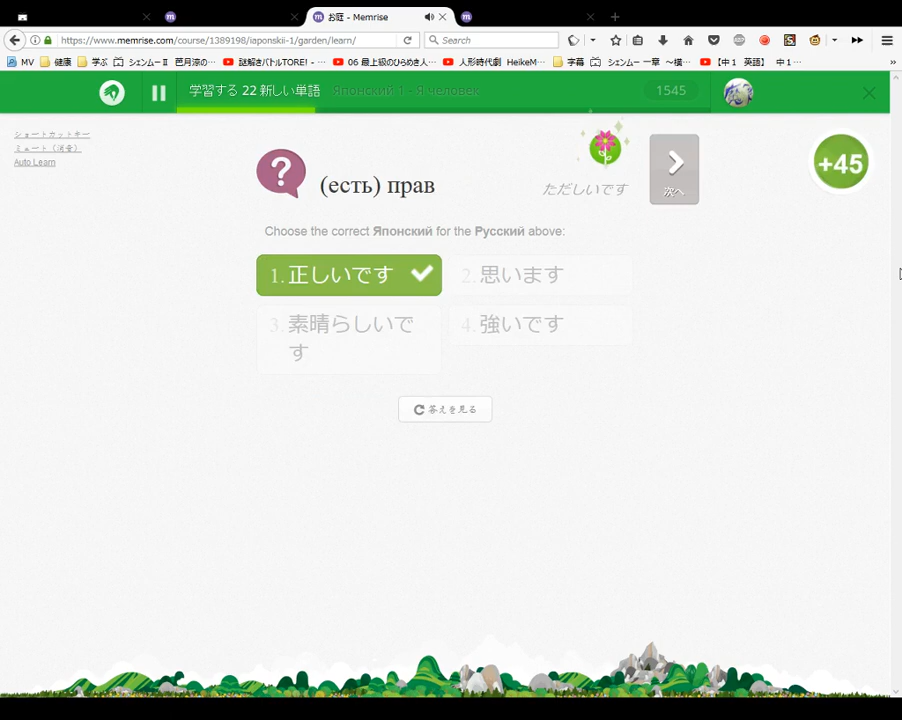 お庭 - Memrise
https://www.memrise.com/course/1389198/iaponskii-1/garden/learn/
Search
MV 健康 学ぶ シェンムーⅡ 芭月涼の… 謎解きバトルTORE! - … 06 最上級のひらめき人… 人形時代劇 HeikeM… 字幕 シェンムー 一章 ～横… 【中１ 英語】 中１…
学習する 22 新しい単語 Японский 1 - Я человек 1545
ショートカットキー
ミュート（消音）
Auto Learn
(есть) прав
ただしいです
次へ
+45
Choose the correct Японский for the Русский above:
1. 正しいです
2. 思います
3. 素晴らしいで
す
4. 強いです
答えを見る